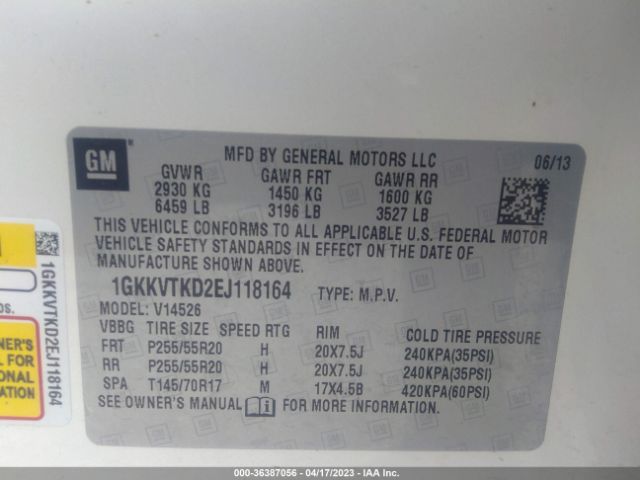 GM
MFD BY GENERAL MOTORS LLC
06/13
GVWR GAWR FRT GAWR RR
2930 KG 1450 KG 1600 KG
6459 LB 3196 LB 3527 LB
THIS VEHICLE CONFORMS TO ALL APPLICABLE U.S. FEDERAL MOTOR
VEHICLE SAFETY STANDARDS IN EFFECT ON THE DATE OF
MANUFACTURE SHOWN ABOVE.
1GKKVTKD2EJ118164 TYPE: M.P.V.
MODEL: V14526
VBBG TIRE SIZE SPEED RTG RIM COLD TIRE PRESSURE
FRT P255/55R20 H 20X7.5J 240KPA(35PSI)
RR P255/55R20 H 20X7.5J 240KPA(35PSI)
SPA T145/70R17 M 17X4.5B 420KPA(60PSI)
SEE OWNER'S MANUAL FOR MORE INFORMATION.
1GKKVTKD2EJ118164
000-36387056 - 04/17/2023 - IAA Inc.